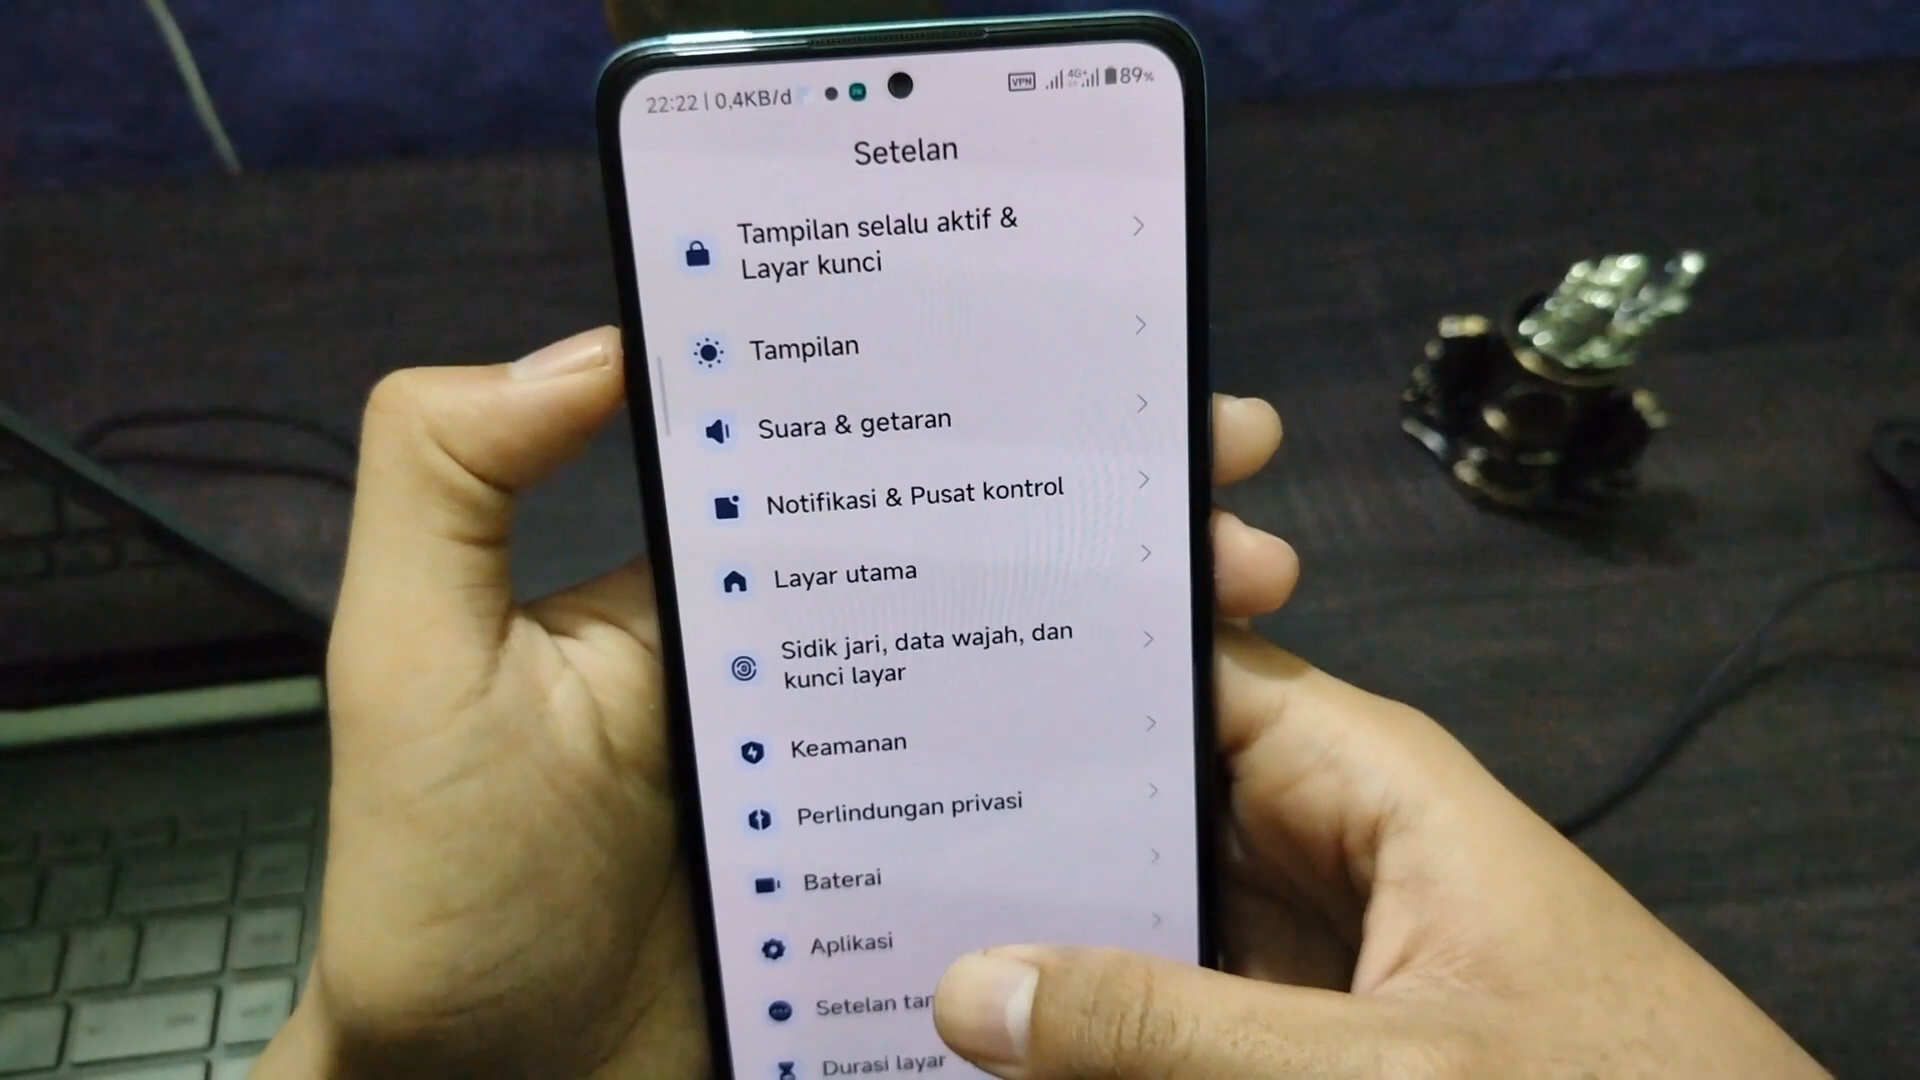 22:22 | 0,4KB/d VPN 4G+ 89%
Setelan
Tampilan selalu aktif &
Layar kunci
Tampilan
Suara & getaran
Notifikasi & Pusat kontrol
Layar utama
Sidik jari, data wajah, dan
kunci layar
Keamanan
Perlindungan privasi
Baterai
Aplikasi
Setelan
Durasi layar